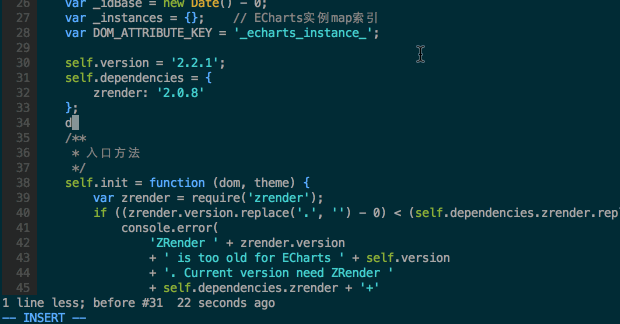 26 var _idBase = new Date() - 0;
27 var _instances = {};    // ECharts实例map索引
28 var DOM_ATTRIBUTE_KEY = '_echarts_instance_';
29
30 self.version = '2.2.1';
31 self.dependencies = {
32     zrender: '2.0.8'
33 };
34 d
35 /**
36  * 入口方法
37  */
38 self.init = function (dom, theme) {
39     var zrender = require('zrender');
40     if ((zrender.version.replace('.', '') - 0) < (self.dependencies.zrender.repl
41         console.error(
42             'ZRender ' + zrender.version
43             + ' is too old for ECharts ' + self.version
44             + '. Current version need ZRender '
45             + self.dependencies.zrender + '+'
1 line less; before #31  22 seconds ago
-- INSERT --